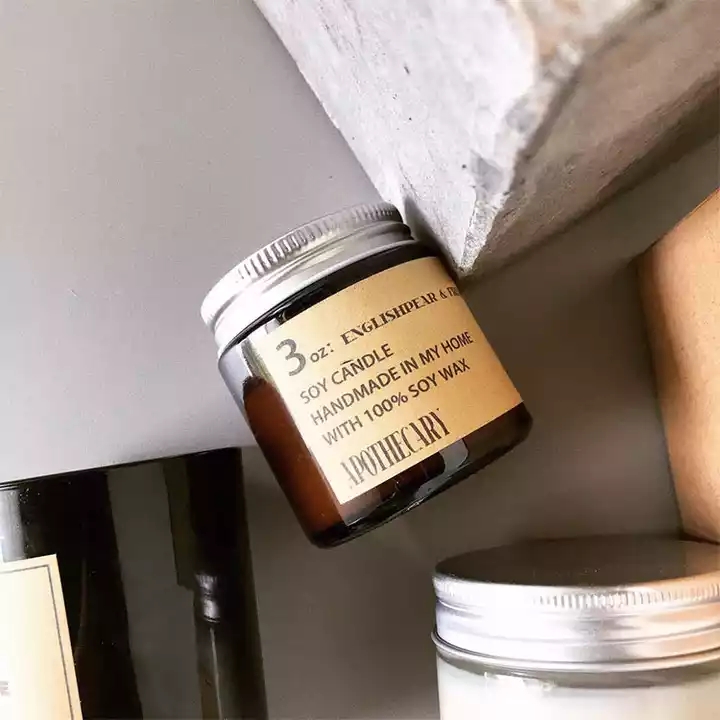 3 oz: ENGLISHPEAR &
SOY CANDLE
HANDMADE IN MY HOME
WITH 100% SOY WAX
APOTHECARY